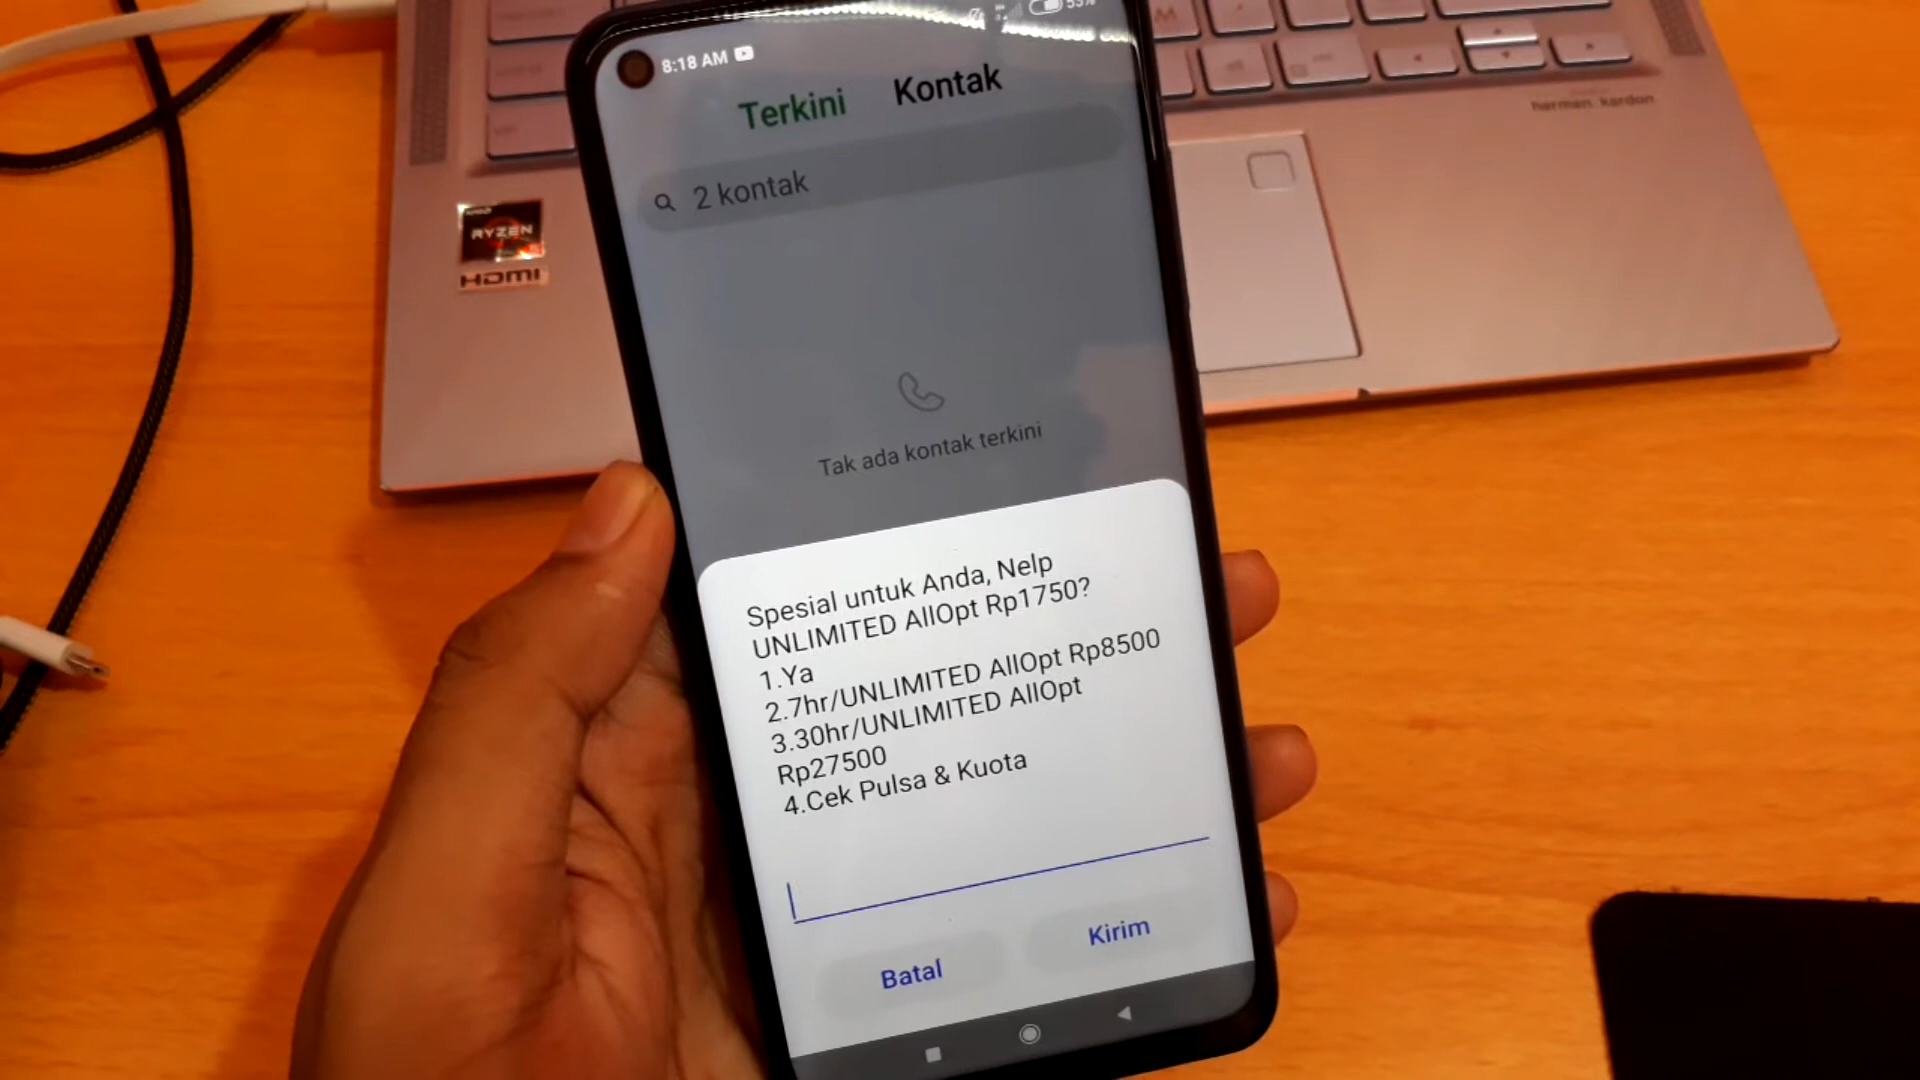 8:18 AM
53%
Terkini
Kontak
2 kontak
Tak ada kontak terkini
Spesial untuk Anda, Nelp
UNLIMITED AllOpt Rp1750?
1.Ya
2.7hr/UNLIMITED AllOpt Rp8500
3.30hr/UNLIMITED AllOpt
Rp27500
4.Cek Pulsa & Kuota
Batal
Kirim
RYZEN
HDMI
harman/kardon